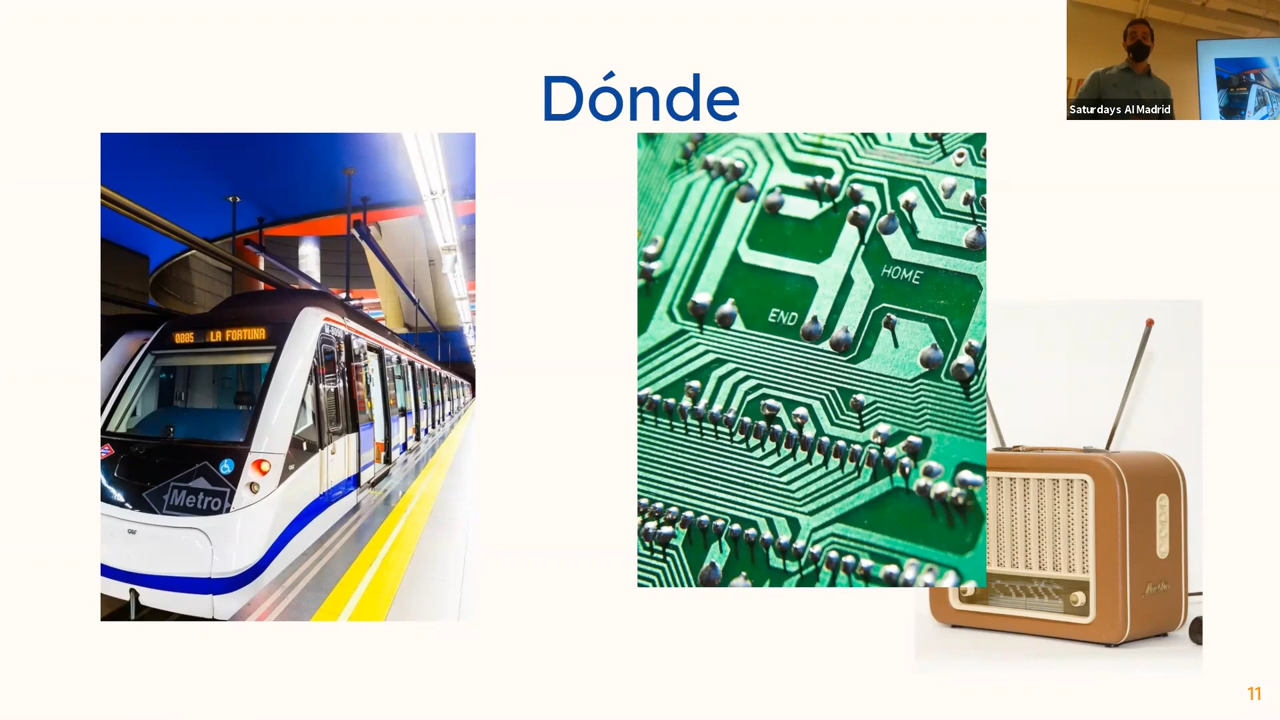 Dónde
Saturdays AI Madrid
0005 LA FORTUNA
Metro
HOME
END
11